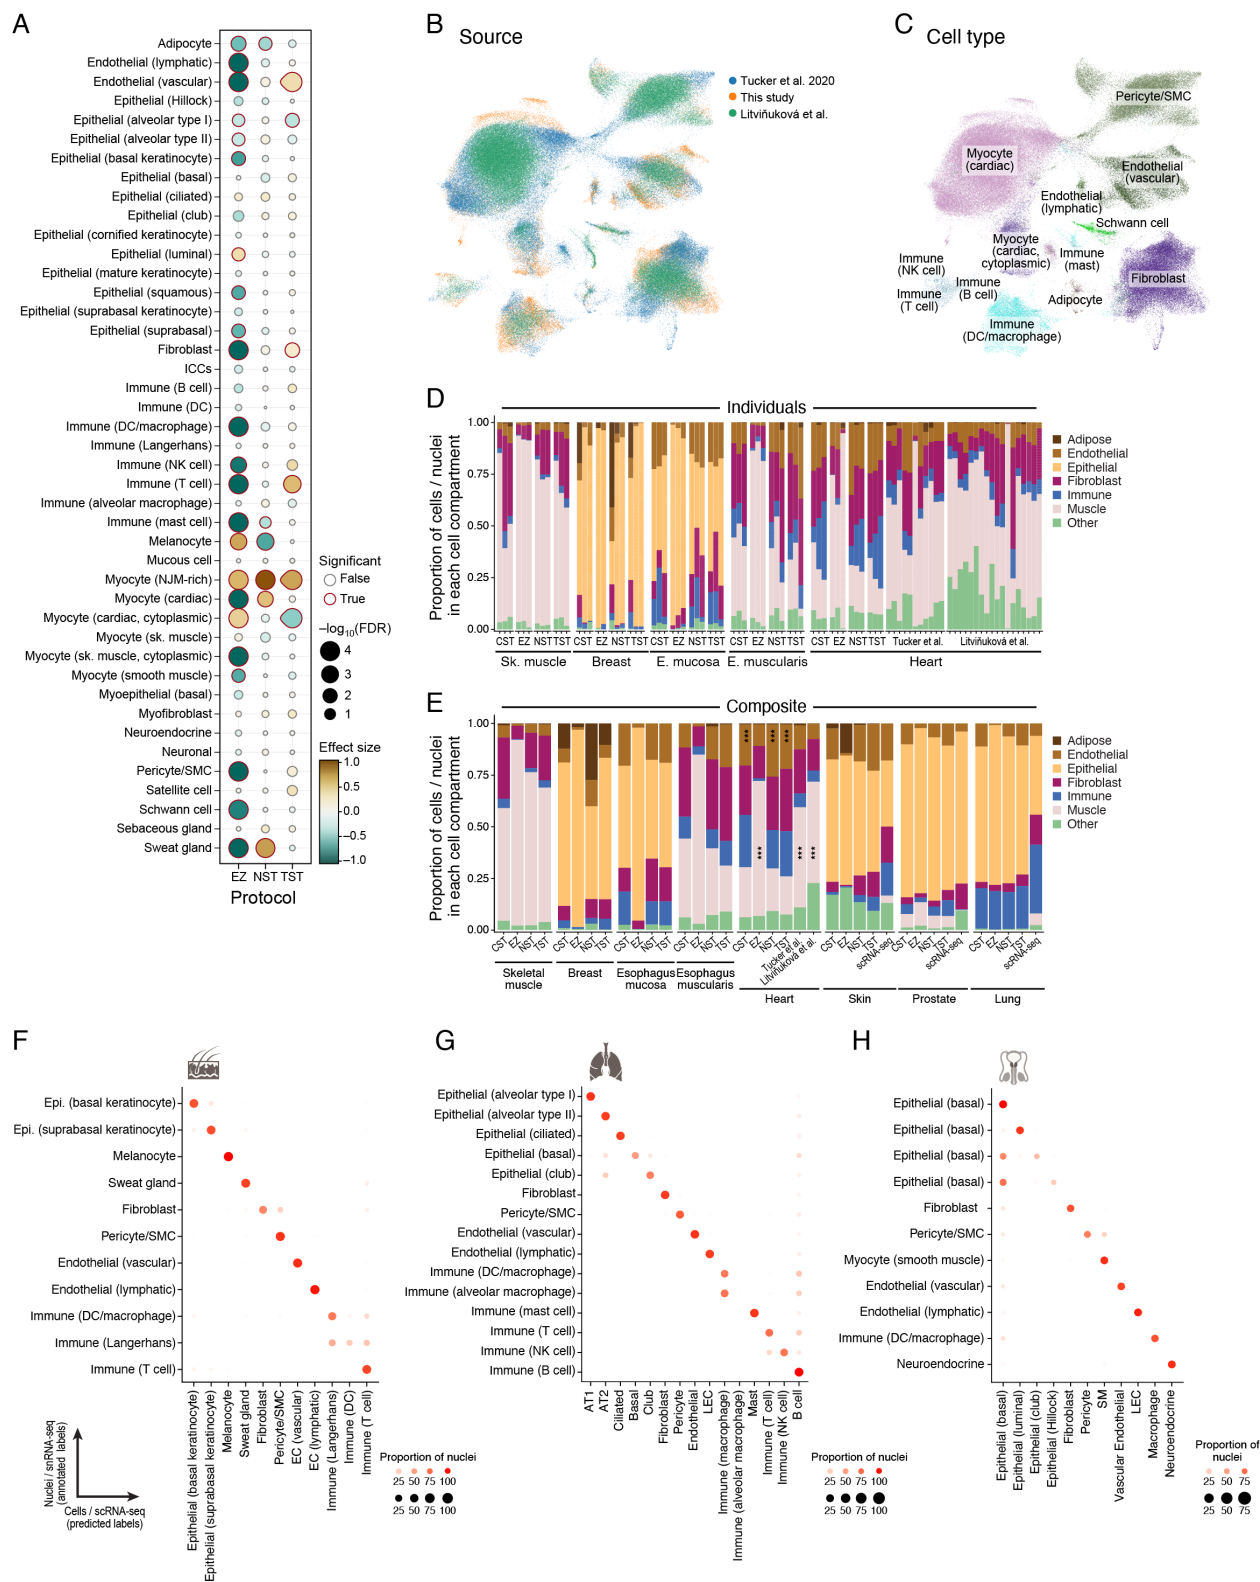 A
Adipocyte
Endothelial (lymphatic)
Endothelial (vascular)
Epithelial (Hillock)
Epithelial (alveolar type I)
Epithelial (alveolar type II)
Epithelial (basal keratinocyte)
Epithelial (basal)
Epithelial (ciliated)
Epithelial (club)
Epithelial (cornified keratinocyte)
Epithelial (luminal)
Epithelial (mature keratinocyte)
Epithelial (squamous)
Epithelial (suprabasal keratinocyte)
Epithelial (suprabasal)
Fibroblast
ICCs
Immune (B cell)
Immune (DC)
Immune (DC/macrophage)
Immune (Langerhans)
Immune (NK cell)
Immune (T cell)
Immune (alveolar macrophage)
Immune (mast cell)
Melanocyte
Mucous cell
Myocyte (NJM-rich)
Myocyte (cardiac)
Myocyte (cardiac, cytoplasmic)
Myocyte (sk. muscle)
Myocyte (sk. muscle, cytoplasmic)
Myocyte (smooth muscle)
Myoepithelial (basal)
Myofibroblast
Neuroendocrine
Neuronal
Pericyte/SMC
Satellite cell
Schwann cell
Sebaceous gland
Sweat gland
EZ NST TST
Protocol
Significant
False
True
–log10(FDR)
4
3
2
1
Effect size
1.0
0.5
0
−0.5
−1.0
B
Source
Tucker et al. 2020
This study
Litviňuková et al.
C
Cell type
Pericyte/SMC
Myocyte
(cardiac)
Endothelial
(vascular)
Endothelial
(lymphatic)
Schwann cell
Myocyte
(cardiac,
cytoplasmic)
Immune
(mast)
Immune
(NK cell)
Immune
(B cell)
Immune
(T cell)
Adipocyte
Fibroblast
Immune
(DC/macrophage)
D
Individuals
Proportion of cells / nuclei
in each cell compartment
1.00
0.75
0.50
0.25
0.00
CST EZ NST TST CST EZ NST TST CST EZ NST TST CST EZ NST TST CST EZ NST TST Tucker et al. Litviňuková et al.
Sk. muscle Breast E. mucosa E. muscularis Heart
Adipose
Endothelial
Epithelial
Fibroblast
Immune
Muscle
Other
E
Composite
Proportion of cells / nuclei
in each cell compartment
1.00
0.75
0.50
0.25
0.00
*** *** ***
*** *** ***
CST EZ NST TST CST EZ NST TST CST EZ NST TST CST EZ NST TST CST EZ NST TST Tucker et al. Litviňuková et al. CST EZ NST TST scRNA-seq CST EZ NST TST scRNA-seq CST EZ NST TST scRNA-seq
Skeletal
muscle
Breast
Esophagus
mucosa
Esophagus
muscularis
Heart
Skin
Prostate
Lung
Adipose
Endothelial
Epithelial
Fibroblast
Immune
Muscle
Other
F
Epi. (basal keratinocyte)
Epi. (suprabasal keratinocyte)
Melanocyte
Sweat gland
Fibroblast
Pericyte/SMC
Endothelial (vascular)
Endothelial (lymphatic)
Immune (DC/macrophage)
Immune (Langerhans)
Immune (T cell)
Epithelial (basal keratinocyte)
Epithelial (suprabasal keratinocyte)
Melanocyte
Sweat gland
Fibroblast
Pericyte/SMC
EC (vascular)
EC (lymphatic)
Immune (Langerhans)
Immune (DC)
Immune (T cell)
Nuclei / snRNA-seq
(annotated labels)
Cells / scRNA-seq
(predicted labels)
Proportion of nuclei
25 50 75 100
25 50 75 100
G
Epithelial (alveolar type I)
Epithelial (alveolar type II)
Epithelial (ciliated)
Epithelial (basal)
Epithelial (club)
Fibroblast
Pericyte/SMC
Endothelial (vascular)
Endothelial (lymphatic)
Immune (DC/macrophage)
Immune (alveolar macrophage)
Immune (mast cell)
Immune (T cell)
Immune (NK cell)
Immune (B cell)
AT1
AT2
Ciliated
Basal
Club
Fibroblast
Pericyte
Endothelial
LEC
Immune (macrophage)
Immune (alveolar macrophage)
Mast
Immune (T cell)
Immune (NK cell)
B cell
Proportion of nuclei
25 50 75 100
25 50 75 100
H
Epithelial (basal)
Epithelial (basal)
Epithelial (basal)
Epithelial (basal)
Fibroblast
Pericyte/SMC
Myocyte (smooth muscle)
Endothelial (vascular)
Endothelial (lymphatic)
Immune (DC/macrophage)
Neuroendocrine
Epithelial (basal)
Epithelial (luminal)
Epithelial (club)
Epithelial (Hillock)
Fibroblast
Pericyte
SM
Vascular Endothelial
LEC
Macrophage
Neuroendocrine
Proportion of
nuclei
25 50 75
25 50 75